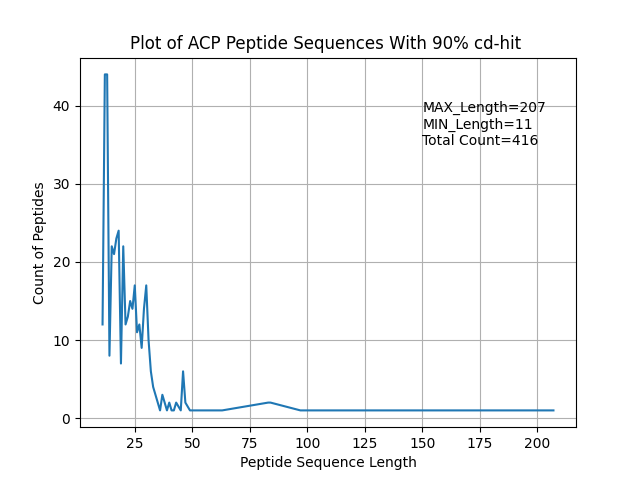 Plot of ACP Peptide Sequences With 90% cd-hit
MAX_Length=207
MIN_Length=11
Total Count=416
Count of Peptides
40
30
20
10
0
25 50 75 100 125 150 175 200
Peptide Sequence Length